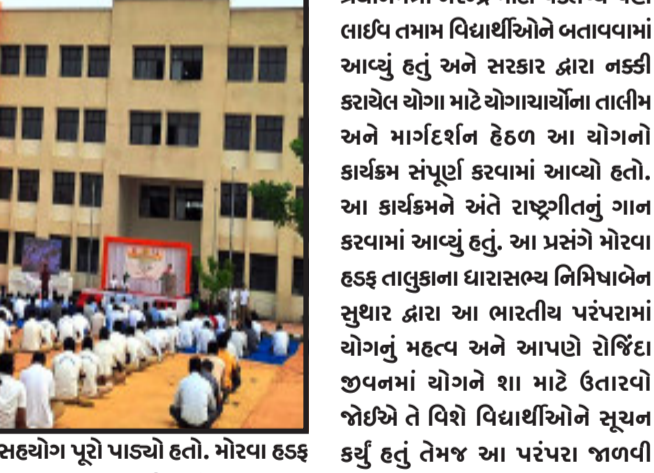 સહયોગ પૂરો પાડ્યો હતો. મોરવા હડફ
લાઈવ તમામ વિદ્યાર્થીઓને બતાવવામાં
આવ્યું હતું અને સરકાર દ્વારા નક્કી
કરાયેલ યોગા માટે યોગાચાર્યોના તાલીમ
અને માર્ગદર્શન હેઠળ આ યોગનો
કાર્યક્રમ સંપૂર્ણ કરવામાં આવ્યો હતો.
આ કાર્યક્રમને અંતે રાષ્ટ્રગીતનું ગાન
કરવામાં આવ્યું હતું. આ પ્રસંગે મોરવા
હડફ તાલુકાના ધારાસભ્ય નિમિષાબેન
સુથાર દ્વારા આ ભારતીય પરંપરામાં
યોગનું મહત્વ અને આપણે રોજિંદા
જીવનમાં યોગને શા માટે ઉતારવો
જોઈએ તે વિશે વિદ્યાર્થીઓને સૂચન
કર્યું હતું તેમજ આ પરંપરા જાળવી